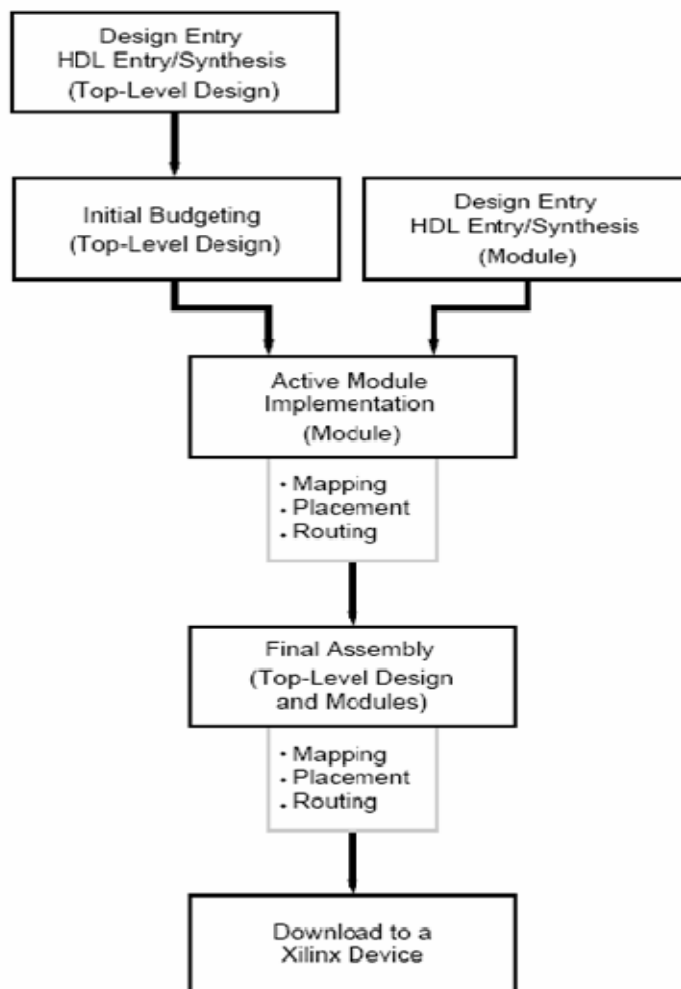 Design Entry
HDL Entry/Synthesis
(Top-Level Design)
Initial Budgeting
(Top-Level Design)
Design Entry
HDL Entry/Synthesis
(Module)
Active Module
Implementation
(Module)
• Mapping
• Placement
• Routing
Final Assembly
(Top-Level Design
and Modules)
• Mapping
• Placement
• Routing
Download to a
Xilinx Device